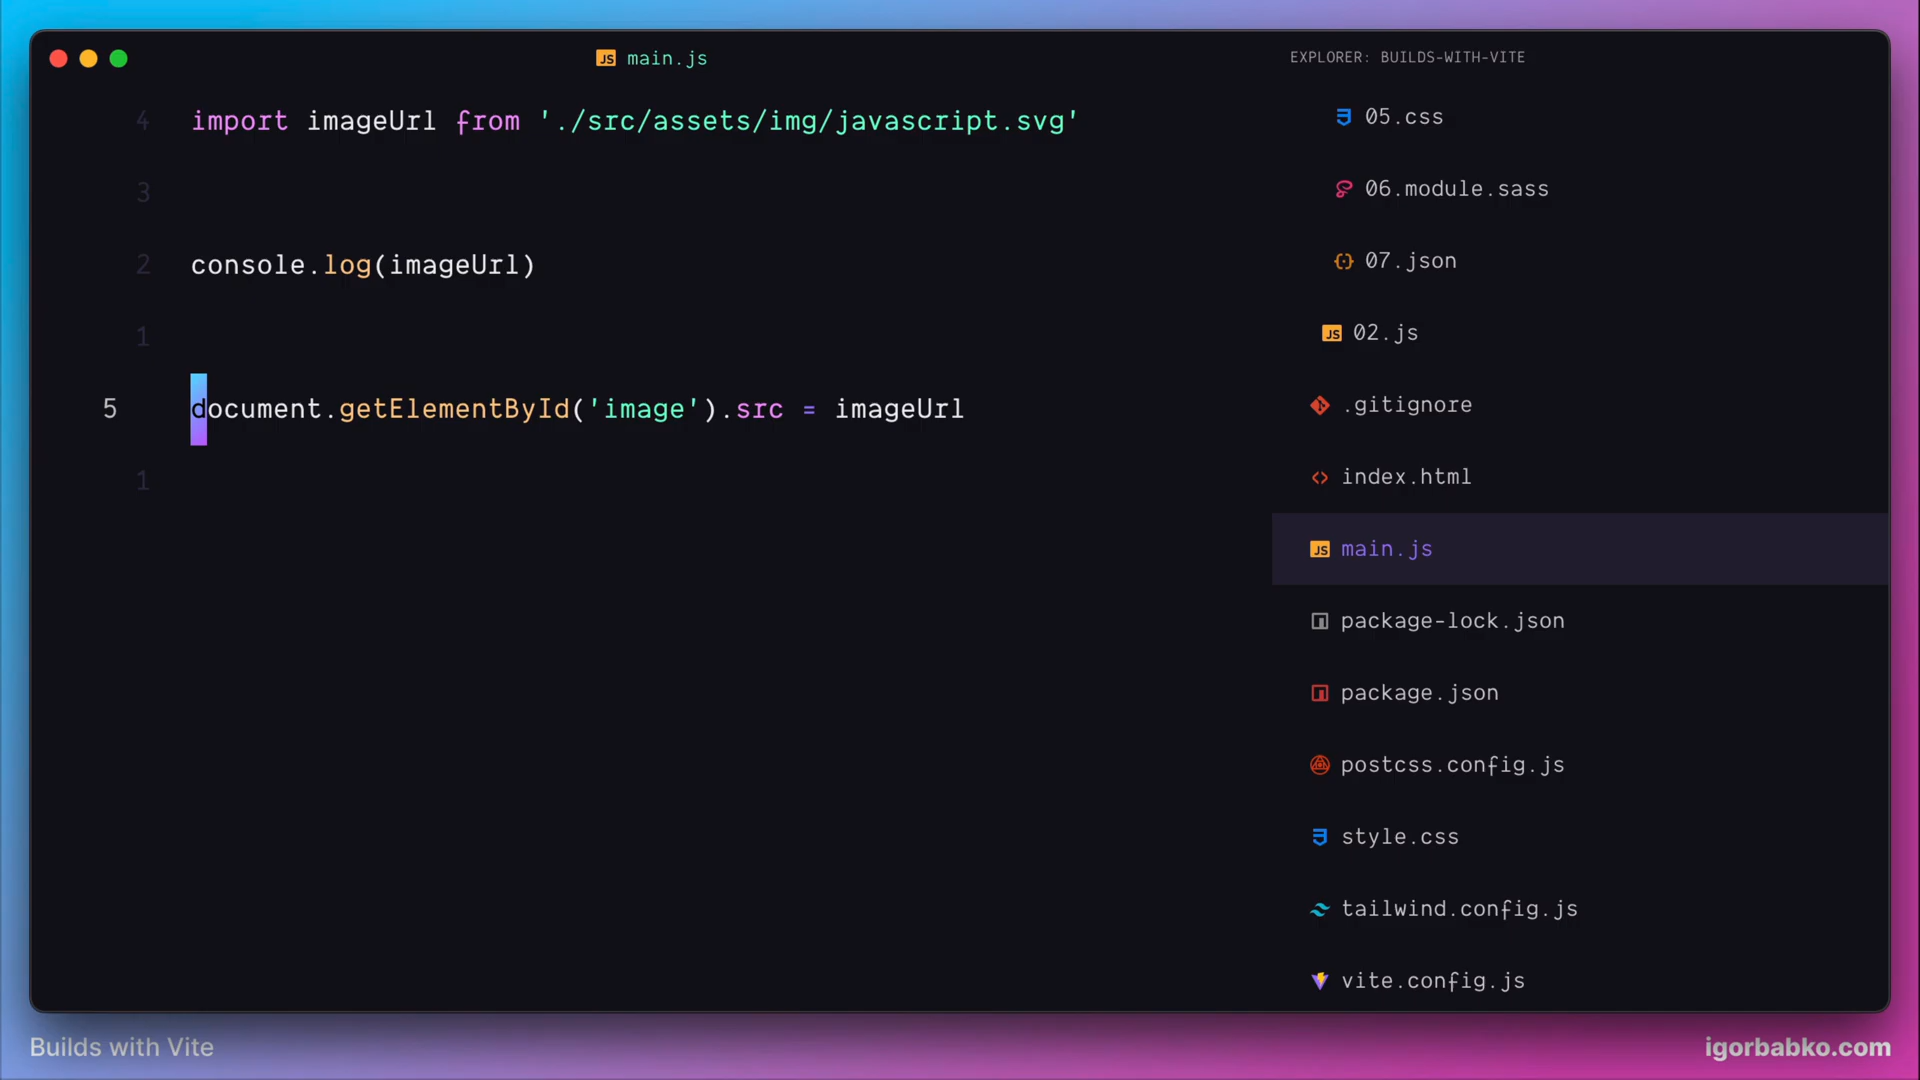 JS main.js
4 import imageUrl from './src/assets/img/javascript.svg'
3
2 console.log(imageUrl)
1
5 document.getElementById('image').src = imageUrl
1
EXPLORER: BUILDS-WITH-VITE
05.css
06.module.sass
07.json
JS 02.js
.gitignore
index.html
JS main.js
package-lock.json
package.json
postcss.config.js
style.css
tailwind.config.js
vite.config.js
Builds with Vite
igorbabko.com